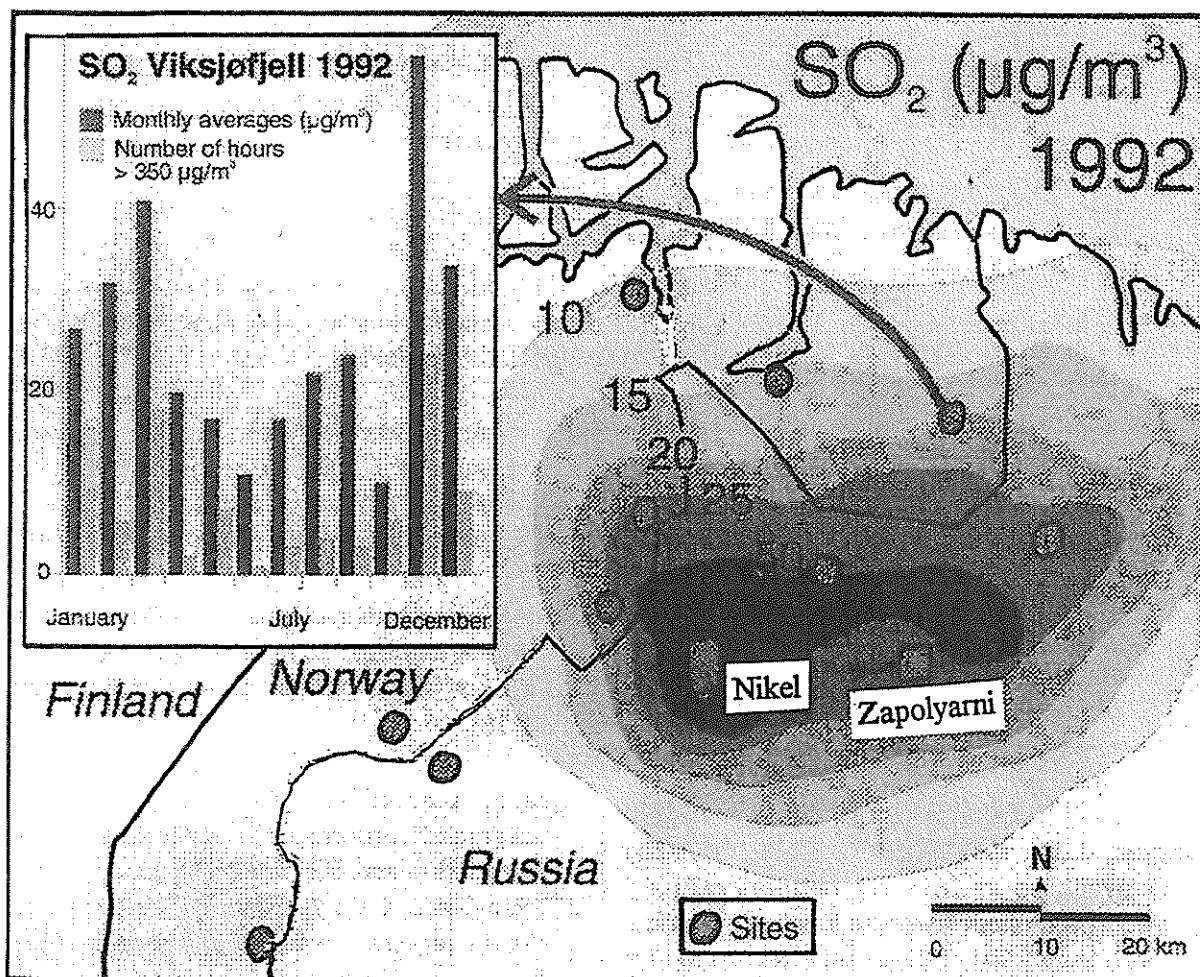 SO₂ Viksjøfjell 1992
Monthly averages (μg/m³)
Number of hours
> 350 μg/m³
40
20
0
January July December
SO₂ (μg/m³)
1992
10
15
20
25
50
Finland
Norway
Russia
Nikel
Zapolyarni
Sites
N
0 10 20 km